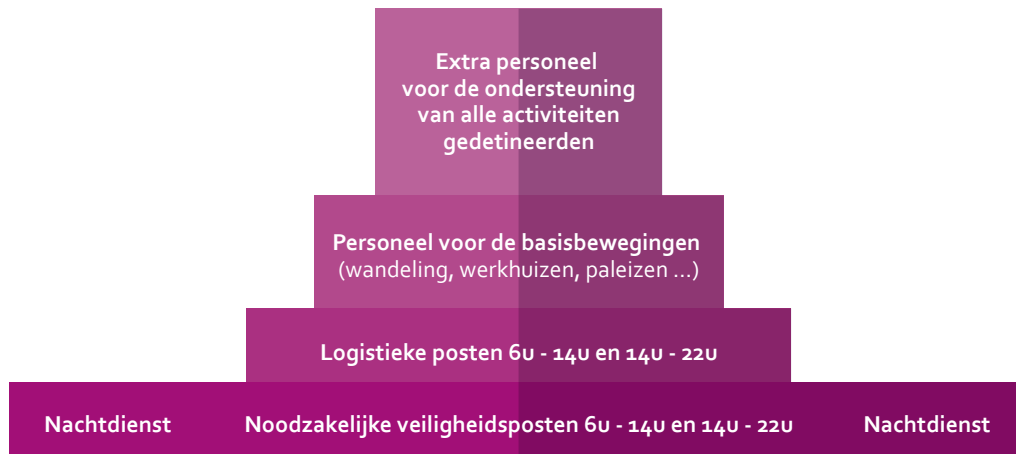 Extra personeel
voor de ondersteuning
van alle activiteiten
gedetineerden
Personeel voor de basisbewegingen
(wandeling, werkhuizen, paleizen ...)
Logistieke posten 6u - 14u en 14u - 22u
Nachtdienst Noodzakelijke veiligheidsposten 6u - 14u en 14u - 22u Nachtdienst